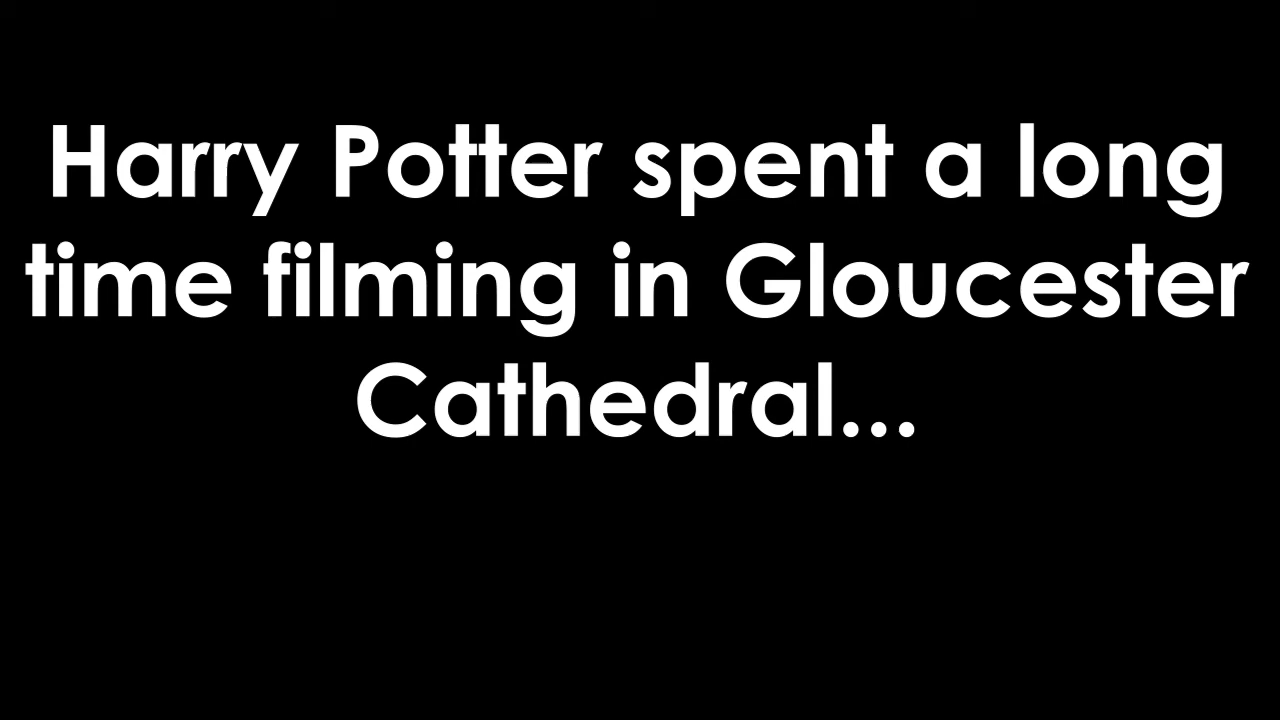 Harry Potter spent a long
time filming in Gloucester
Cathedral...